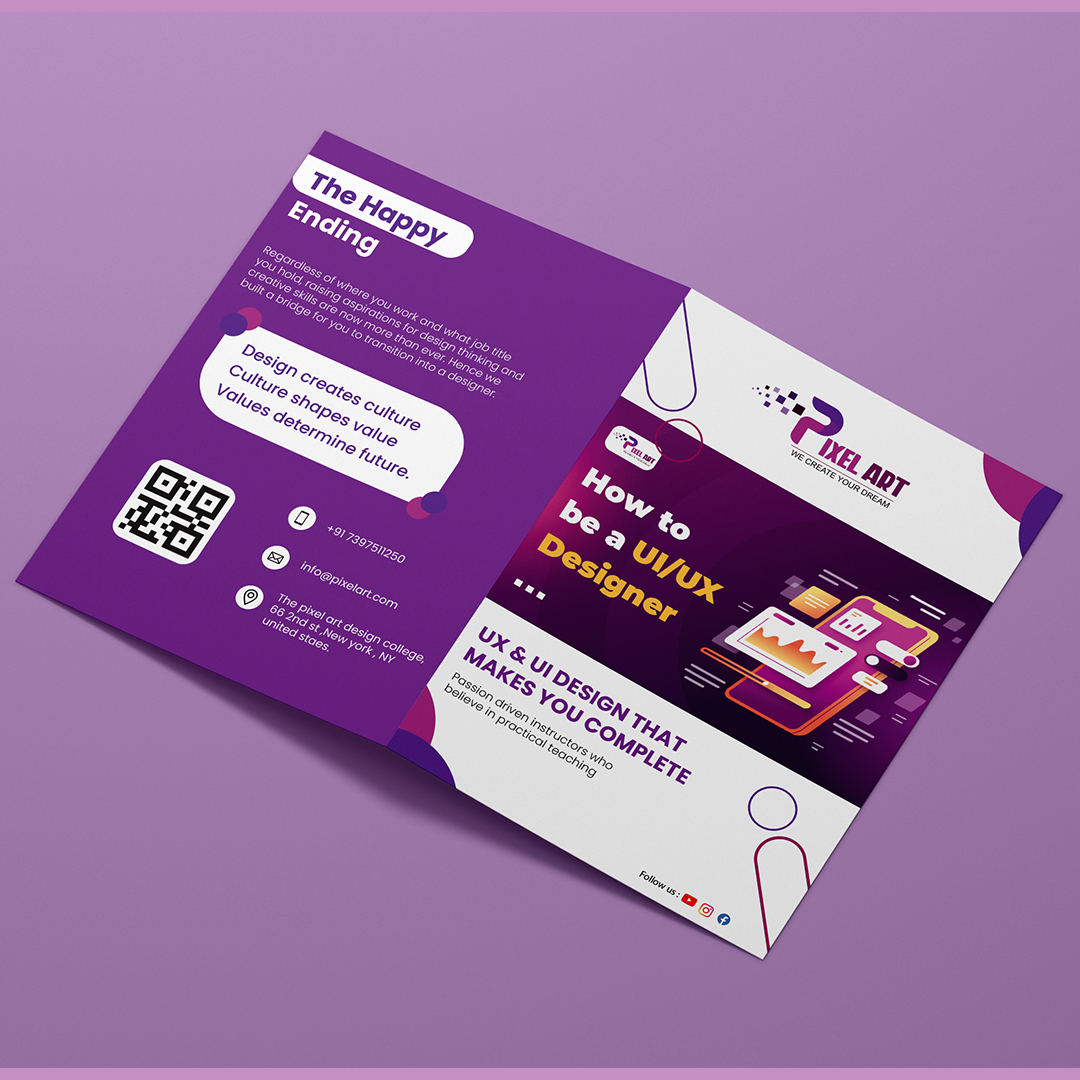 The Happy
Ending
Regardless of where you work and what job title
you hold, raising aspirations for design thinking and
creative skills are now more than ever. Hence we
built a bridge for you to transition into a designer.
Design creates culture
Culture shapes value
Values determine future.
+91 7397511250
info@pixelart.com
The pixel art design college,
66 2nd st ,New york , NY
united staes.
PIXEL ART
WE CREATE YOUR DREAM
PIXEL ART
How to
be a UI/UX
Designer
...
UX & UI DESIGN THAT
MAKES YOU COMPLETE
Passion driven instructors who
believe in practical teaching
Follow us :